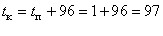 tк = tп + 96 = 1 + 96 = 97